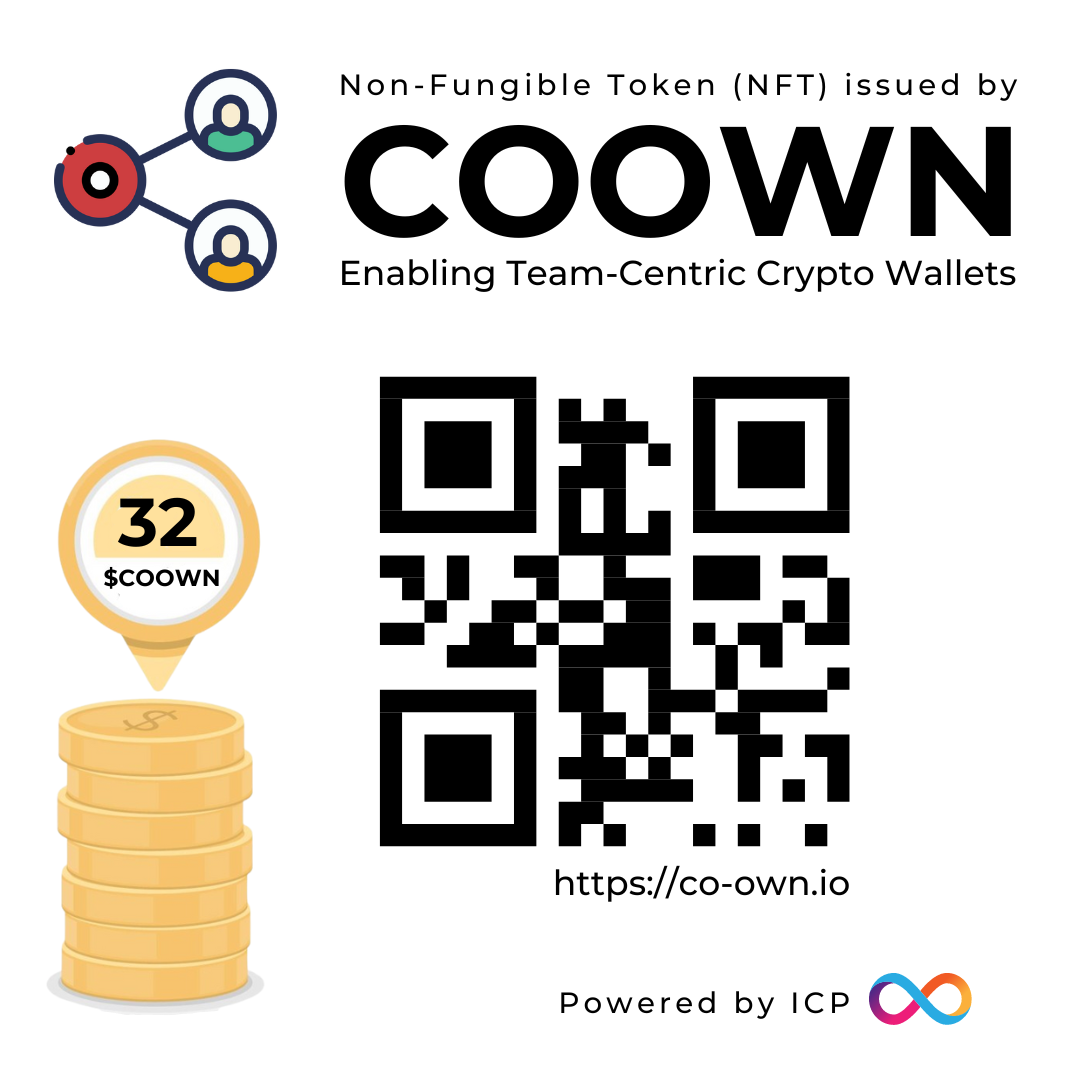 Non-Fungible Token (NFT) issued by
COOWN
Enabling Team-Centric Crypto Wallets
32
$COOWN
$
https://co-own.io
Powered by ICP